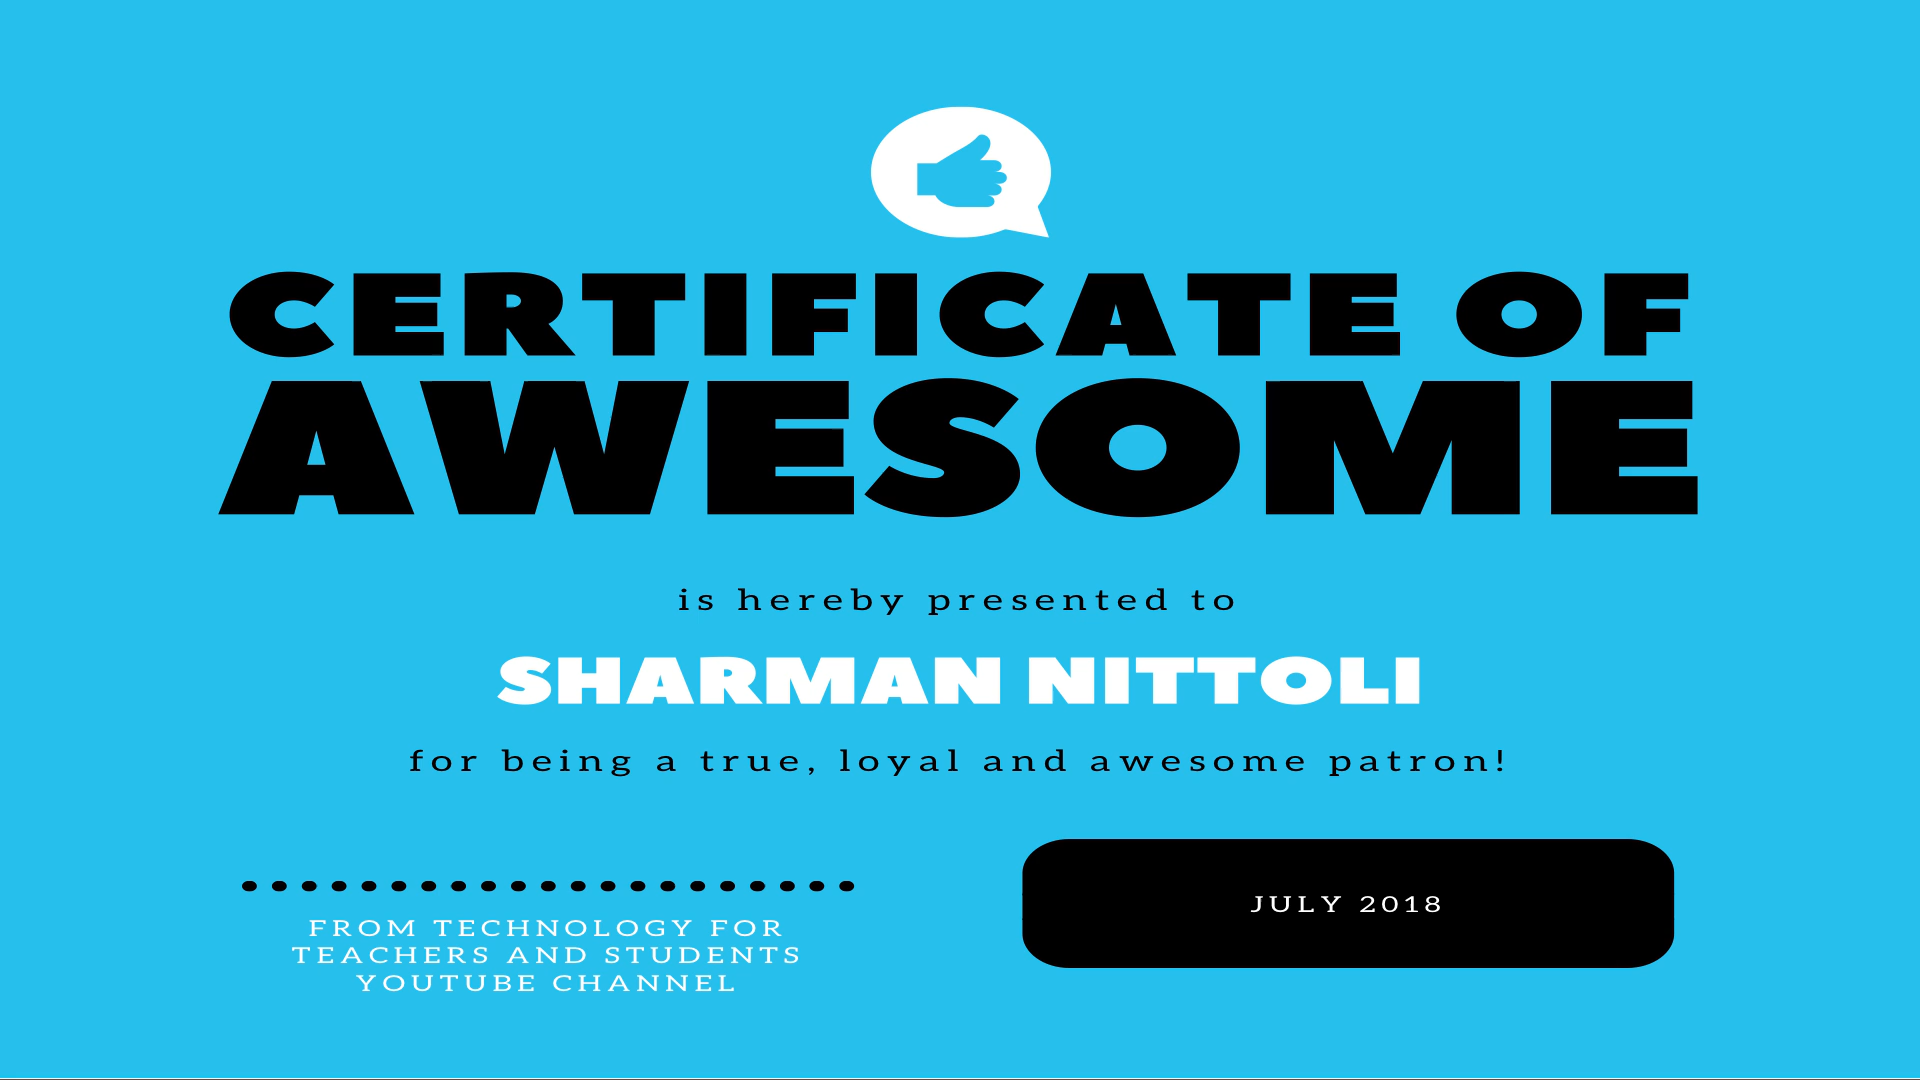 CERTIFICATE OF
AWESOME
is hereby presented to
SHARMAN NITTOLI
for being a true, loyal and awesome patron!
FROM TECHNOLOGY FOR
TEACHERS AND STUDENTS
YOUTUBE CHANNEL
JULY 2018